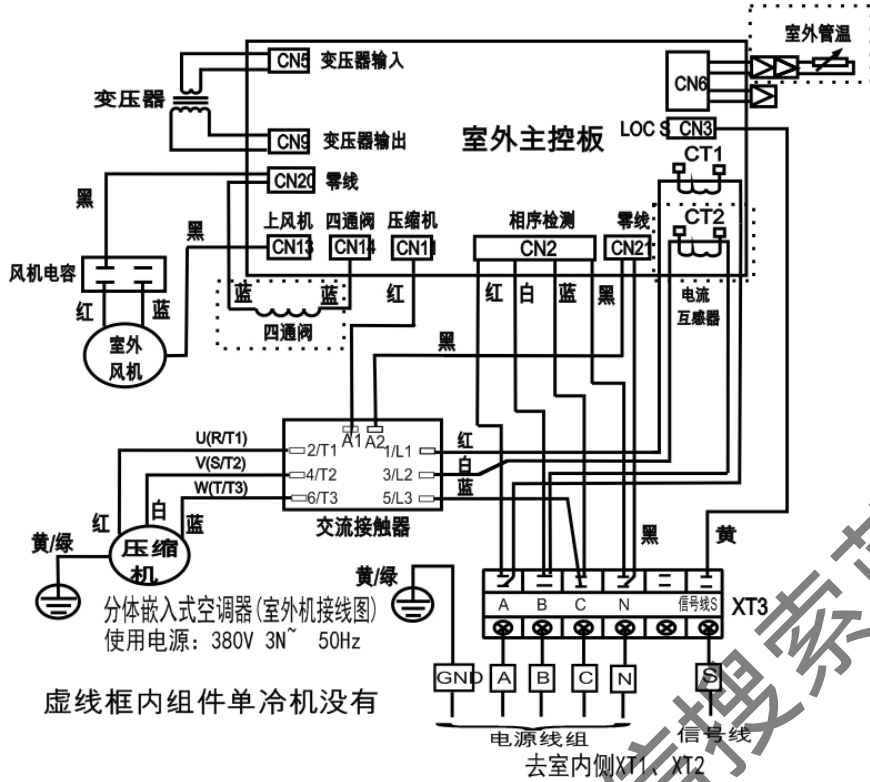 室外管温
CN5 变压器输入
CN6
变压器
CN9 变压器输出
室外主控板
LOC S CN3
CT1
CN20 零线
黑
上风机 四通阀 压缩机 相序检测 零线
CT2
黑
CN13 CN14 CN11 CN2 CN21
风机电容
蓝 蓝 红 红 白 蓝 黑
电流
互感器
红 蓝
四通阀
室外
风机
黑
A1 A2
U(R/T1) 2/T1 1/L1 红
V(S/T2) 4/T2 3/L2 白
W(T/T3) 6/T3 5/L3 蓝
红 白 蓝
交流接触器
黑 黄
黄/绿
压缩
机
黄/绿
分体嵌入式空调器(室外机接线图)
使用电源：380V 3N~ 50Hz
A B C N 信号线S XT3
GND A B C N S
虚线框内组件单冷机没有
电源线组 信号线
去室内侧XT1、XT2
信搜索